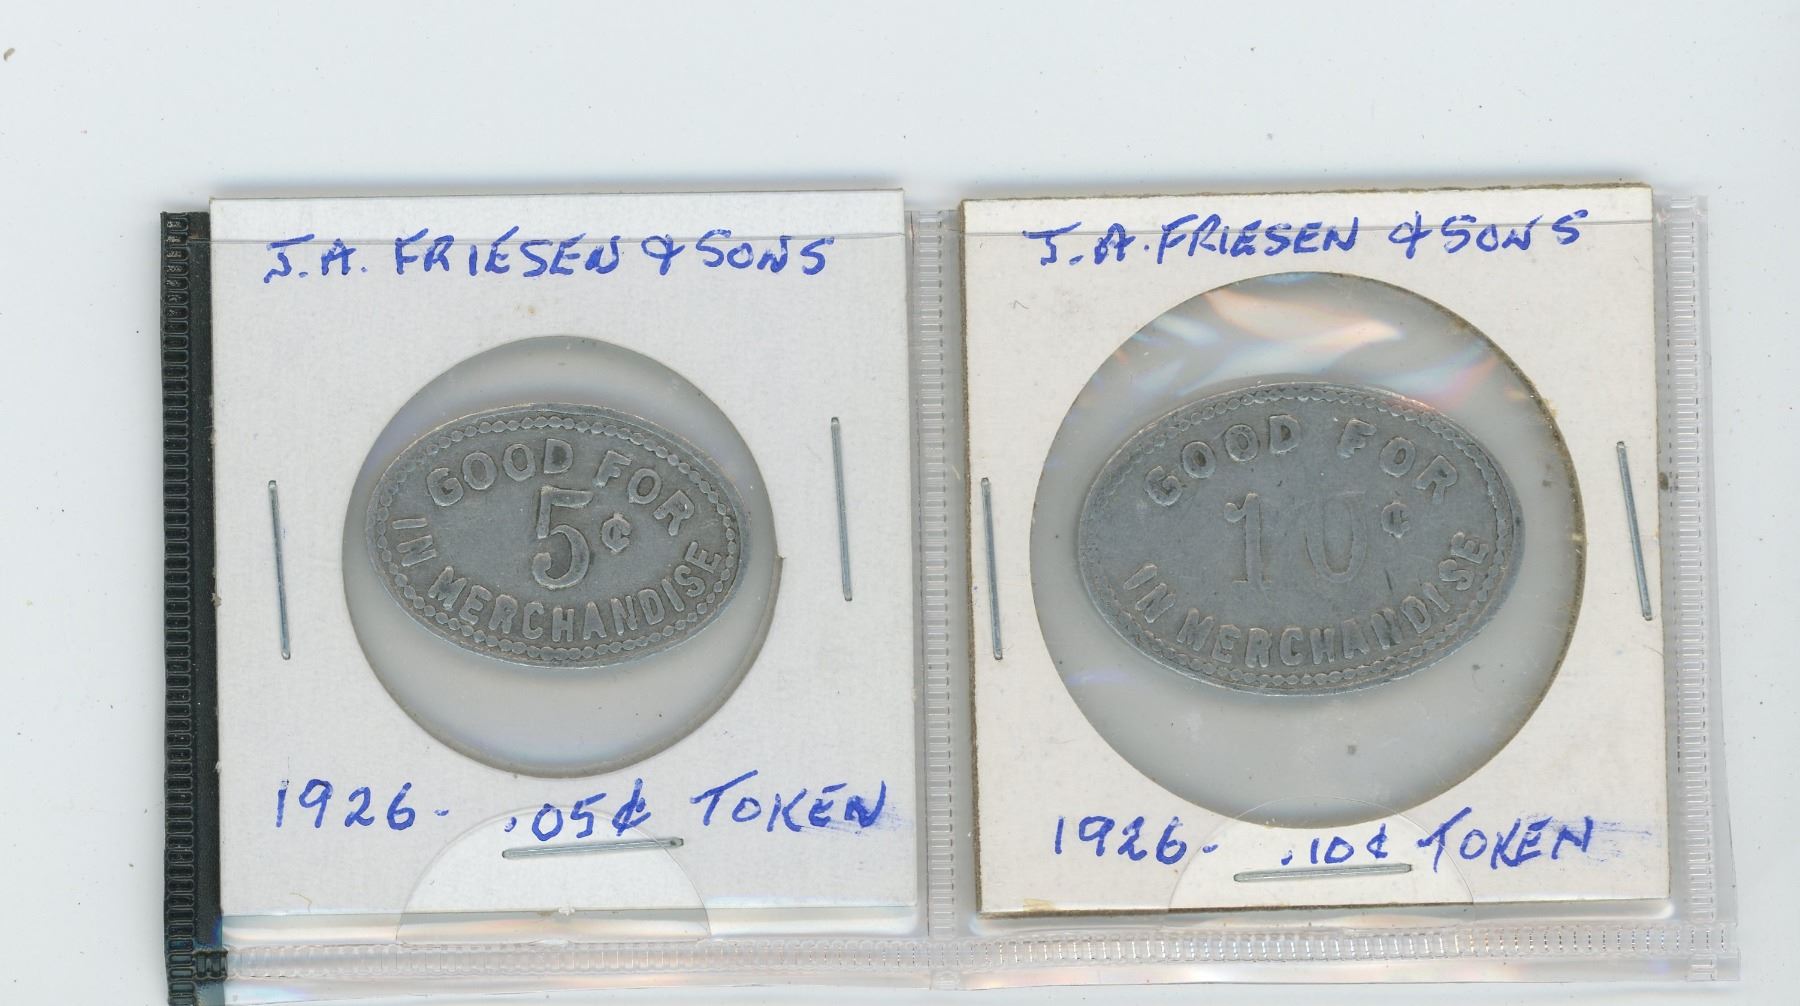 J.A. FRIESEN & SONS
GOOD FOR
5¢
IN MERCHANDISE
1926- .05¢ TOKEN
J.A. FRIESEN & SONS
GOOD FOR
10¢
IN MERCHANDISE
1926- .10¢ TOKEN